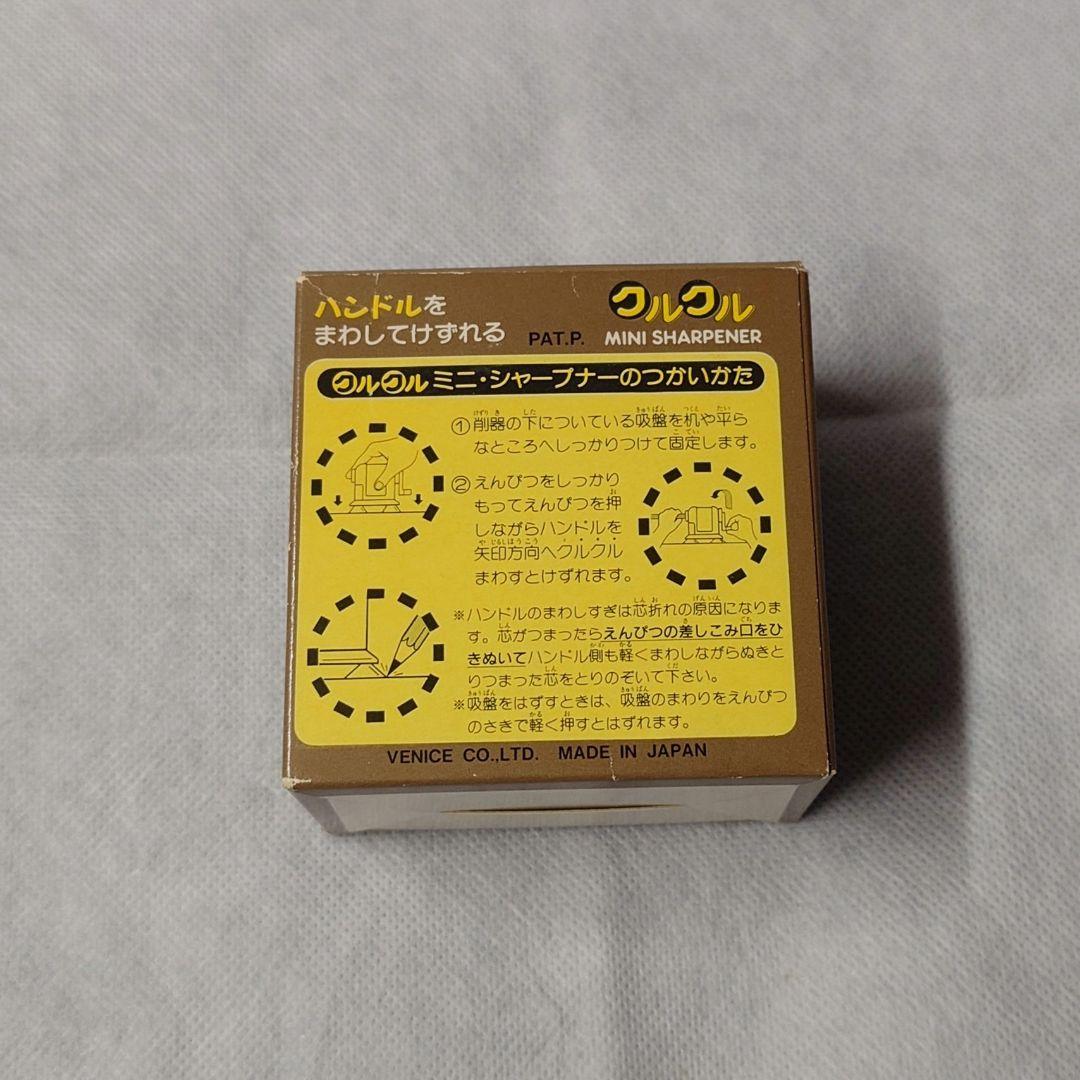 ハンドルを
まわしてけずれる
PAT.P.
クルクル
MINI SHARPENER
クルクル ミニ・シャープナーのつかいかた
①削器の下についている吸盤を机や平ら
なところへしっかりつけて固定します。
②えんぴつをしっかり
もってえんぴつを押
しながらハンドルを
矢印方向へクルクル
まわすとけずれます。
※ハンドルのまわしすぎは芯折れの原因になりま
す。芯がつまったらえんぴつの差しこみ口をひ
きぬいてハンドル側も軽くまわしながらぬきと
りつまった芯をとりのぞいて下さい。
※吸盤をはずすときは、吸盤のまわりをえんぴつ
のさきで軽く押すとはずれます。
VENICE CO.,LTD. MADE IN JAPAN